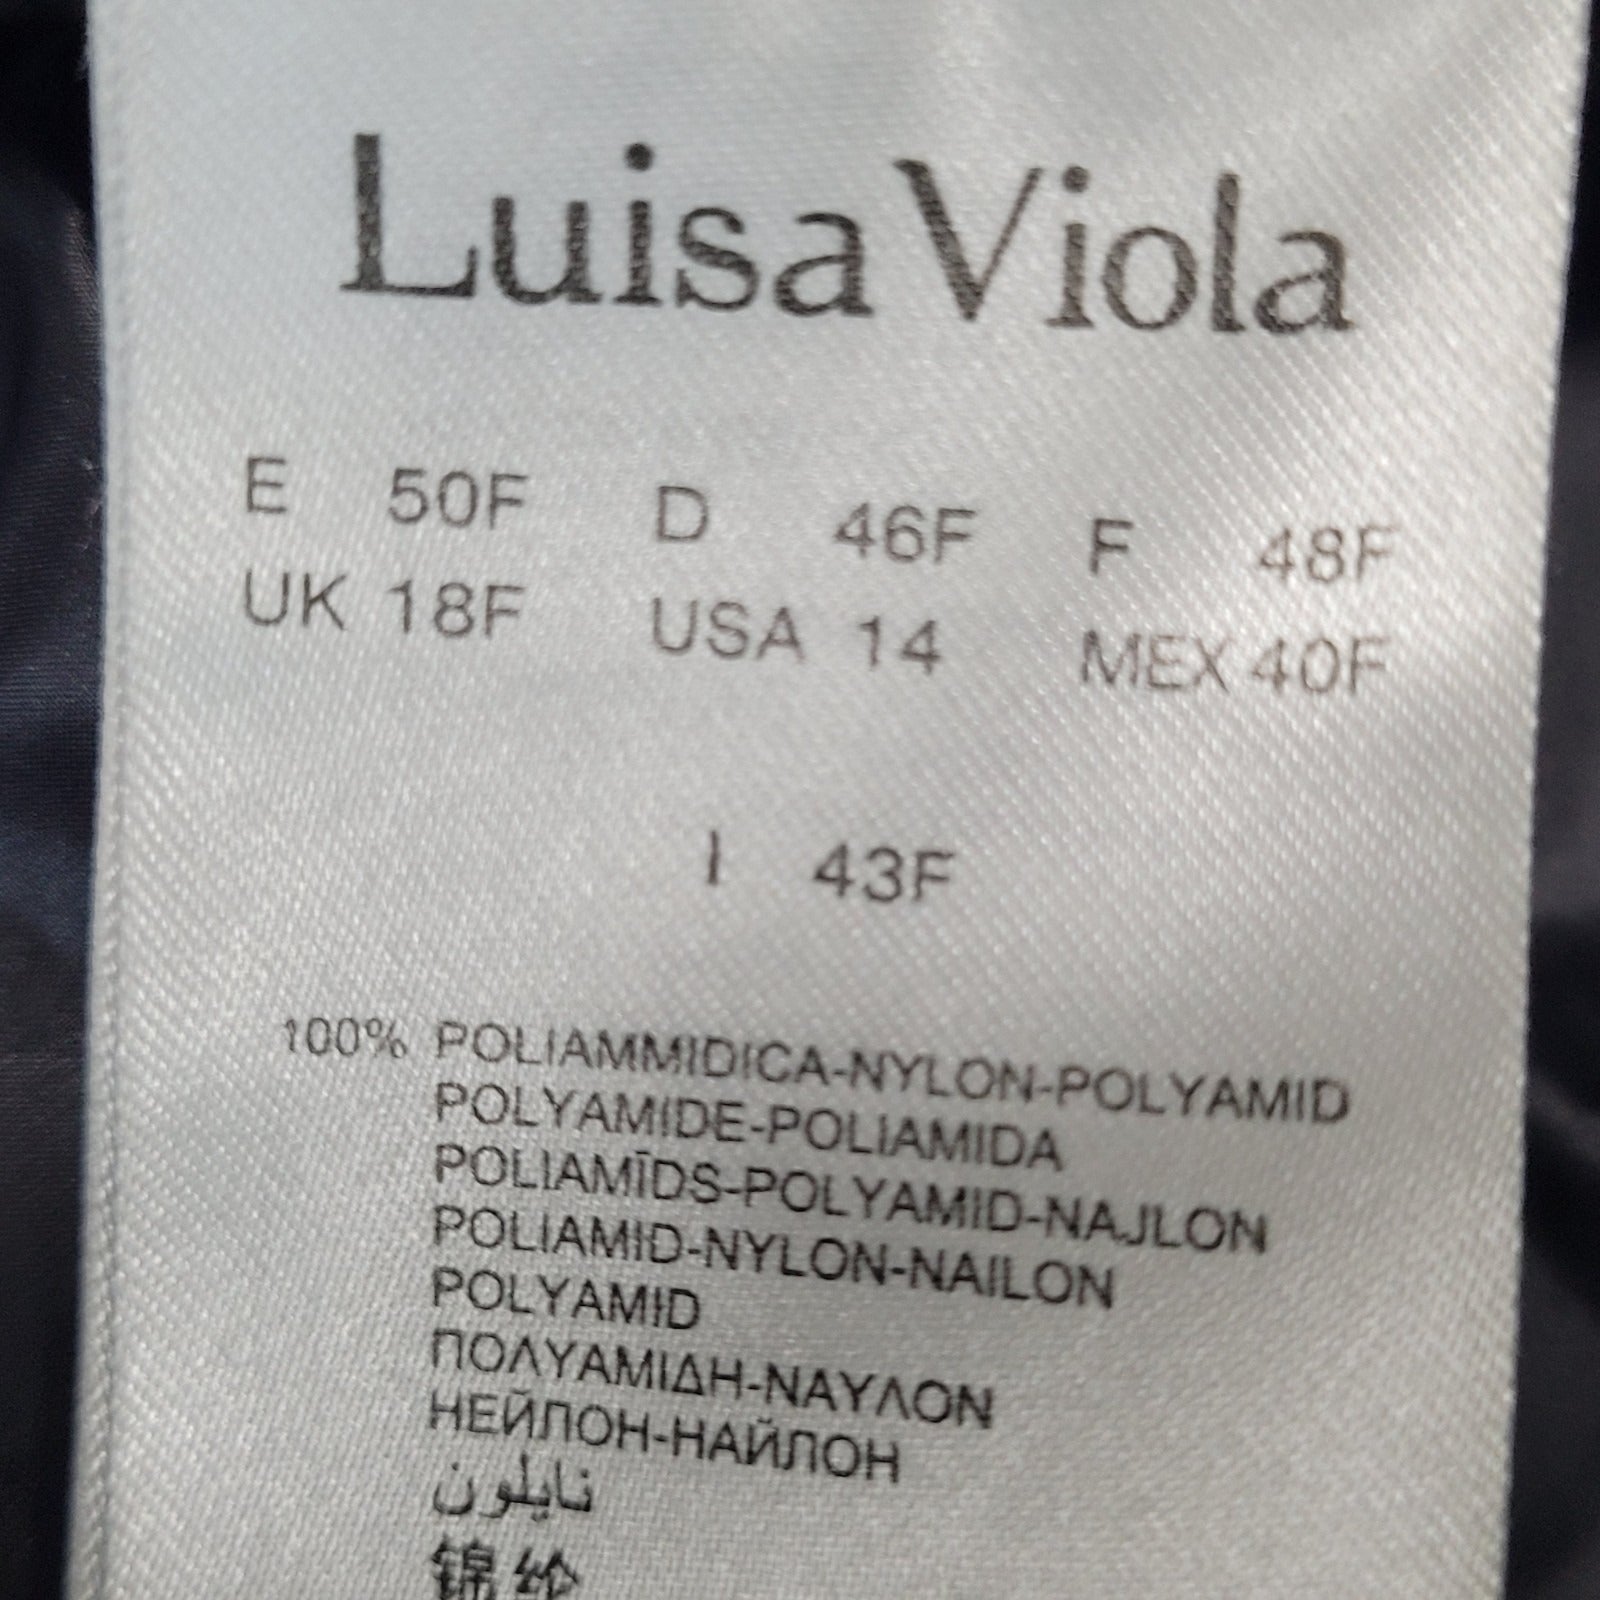 Luisa Viola
E 50F D 46F F 48F
UK 18F USA 14 MEX 40F
I 43F
100% POLIAMMIDICA-NYLON-POLYAMID
POLYAMIDE-POLIAMIDA
POLIAMĪDS-POLYAMID-NAJLON
POLIAMID-NYLON-NAILON
POLYAMID
ΠΟΛΥΑΜΙΔΗ-ΝΑΥΛΟΝ
НЕЙЛОН-НАЙЛОН
نايلون
锦纶